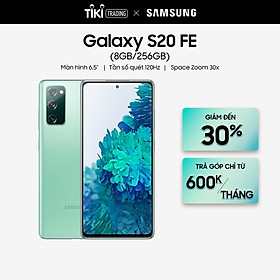 TIKI TRADING × SAMSUNG
Galaxy S20 FE
(8GB/256GB)
Màn hình 6.5" | Tần số quét 120Hz | Space Zoom 30x
GIẢM ĐẾN
30%
TRẢ GÓP CHỈ TỪ
600K/THÁNG
SAMSUNG